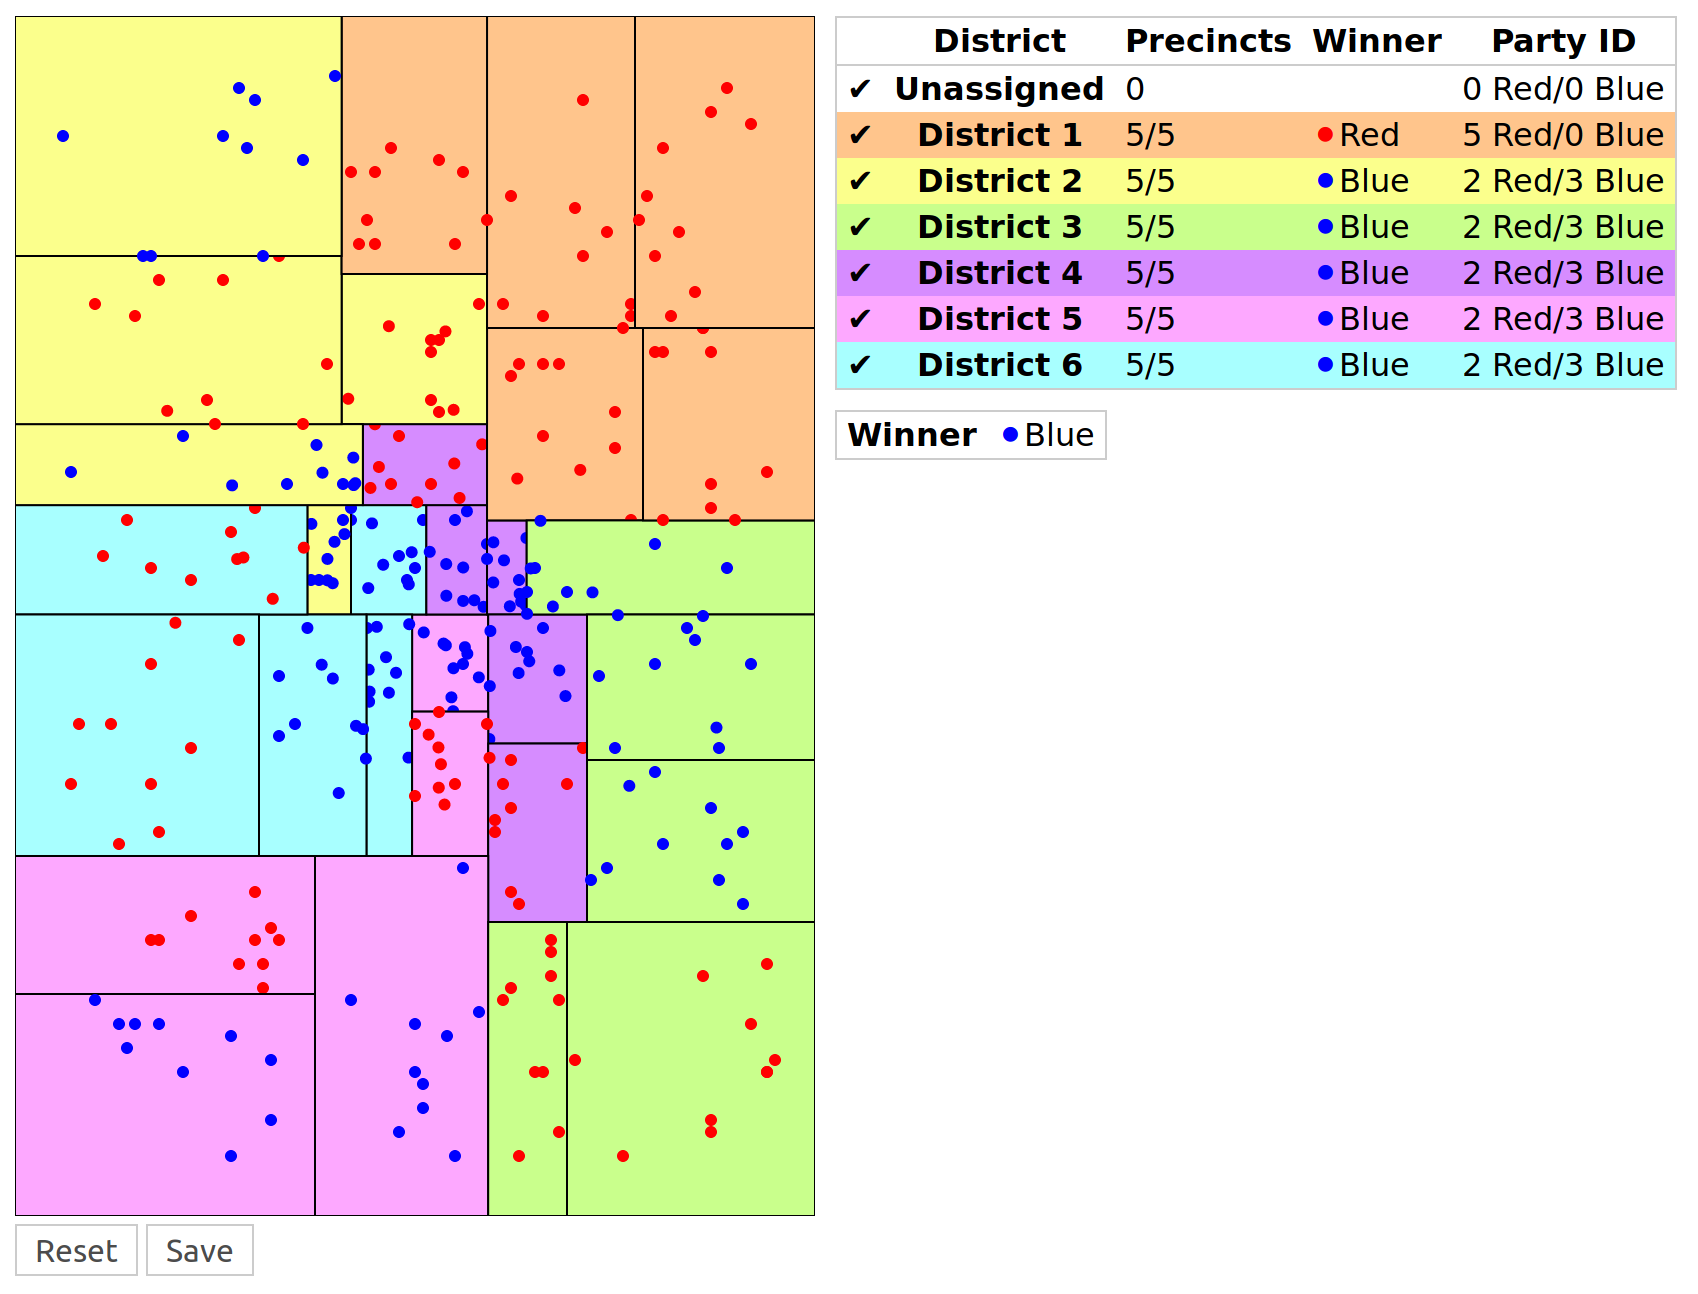 District Precincts Winner Party ID
✔ Unassigned 0 0 Red/0 Blue
✔ District 1 5/5 Red 5 Red/0 Blue
✔ District 2 5/5 Blue 2 Red/3 Blue
✔ District 3 5/5 Blue 2 Red/3 Blue
✔ District 4 5/5 Blue 2 Red/3 Blue
✔ District 5 5/5 Blue 2 Red/3 Blue
✔ District 6 5/5 Blue 2 Red/3 Blue
Winner Blue
Reset Save